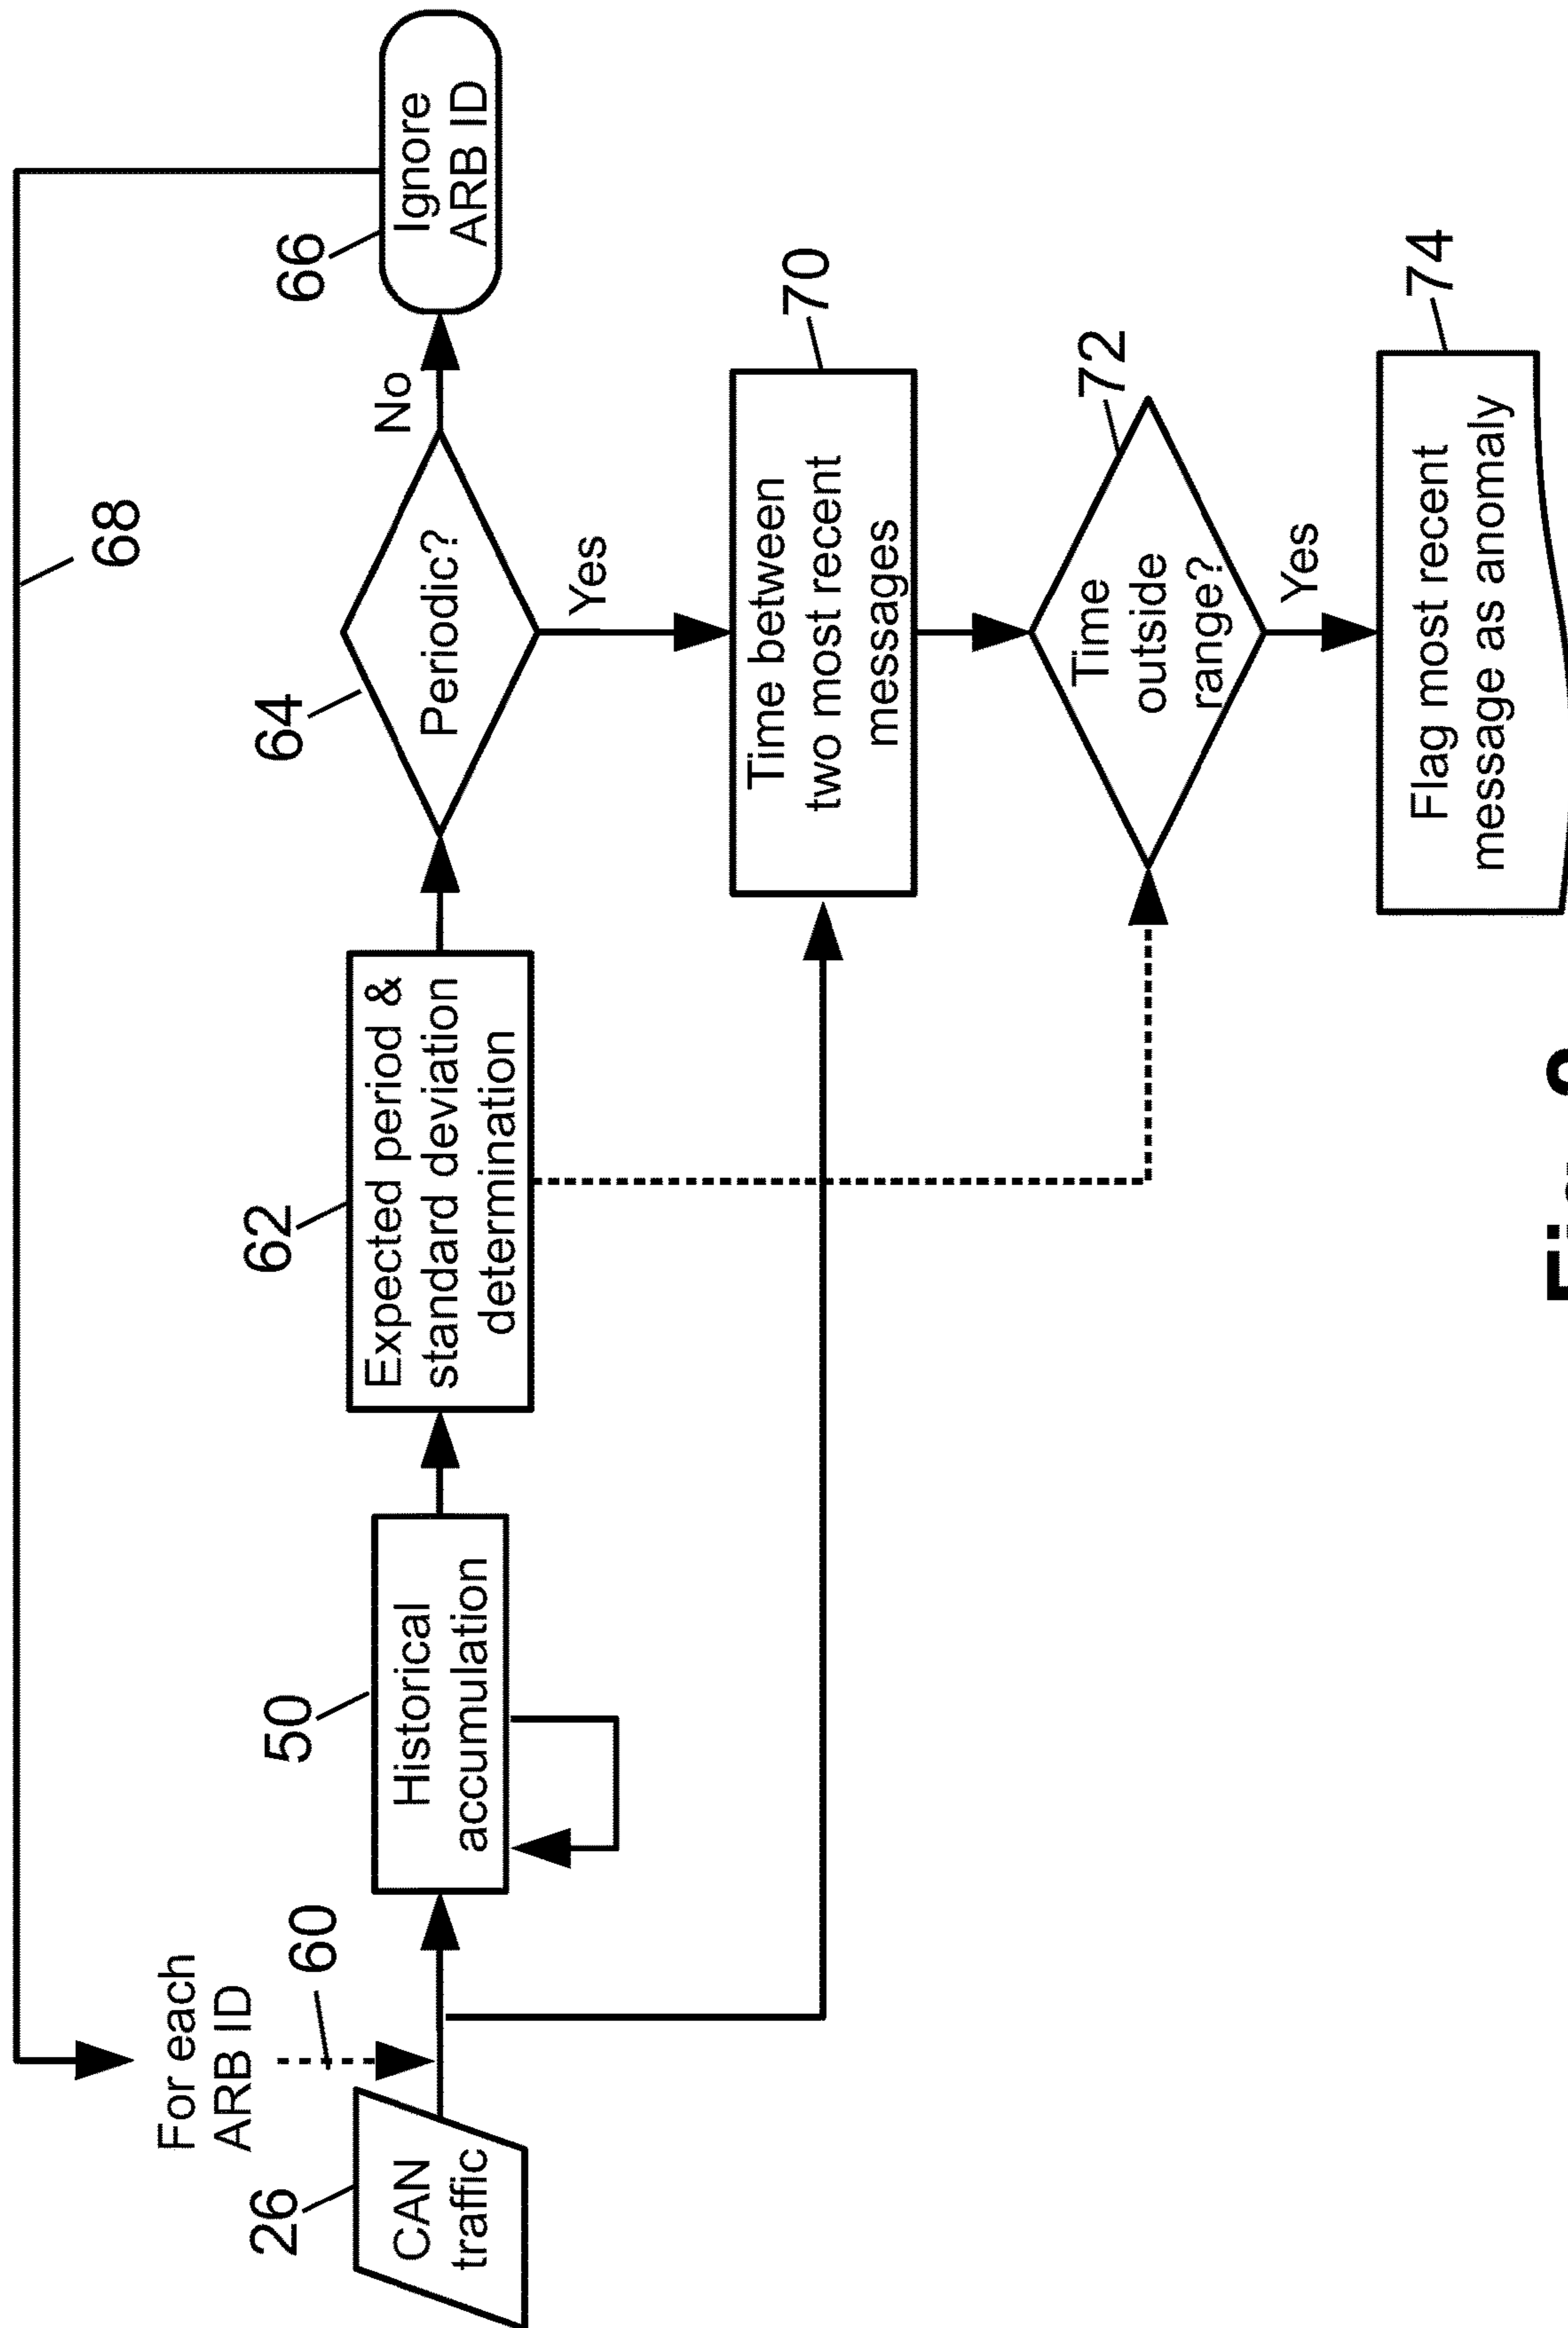 68
For each
ARB ID
60
26
CAN
traffic
50
Historical
accumulation
62
Expected period &
standard deviation
determination
64
Periodic?
No
66
Ignore
ARB ID
Yes
70
Time between
two most recent
messages
72
Time
outside
range?
Yes
74
Flag most recent
message as anomaly